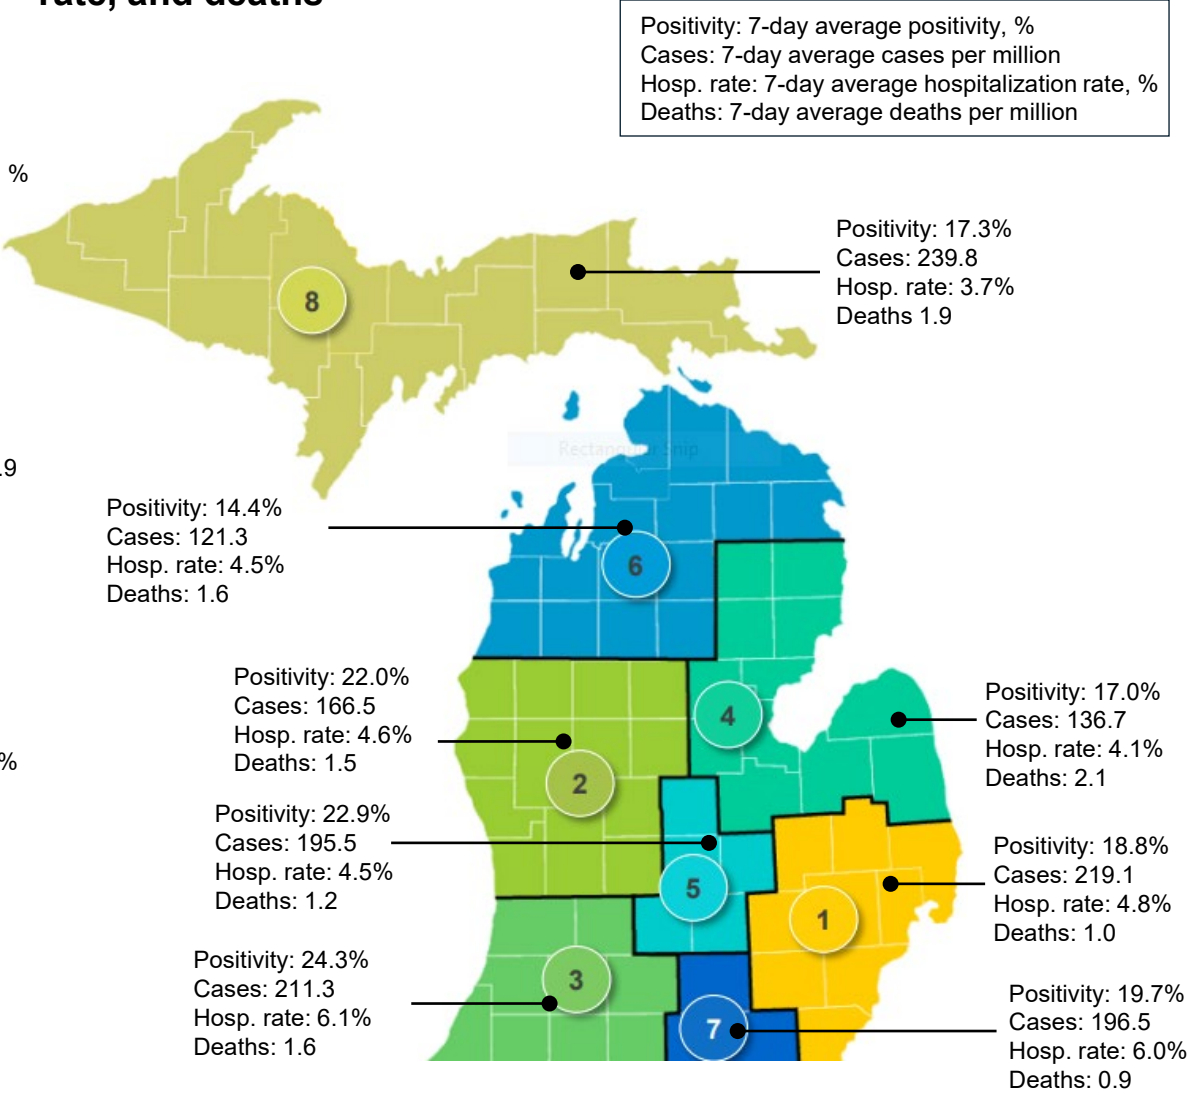 rate, and deaths
Positivity: 7-day average positivity, %
Cases: 7-day average cases per million
Hosp. rate: 7-day average hospitalization rate, %
Deaths: 7-day average deaths per million
%
Positivity: 17.3%
Cases: 239.8
Hosp. rate: 3.7%
Deaths 1.9
8
Rectangular Snip
.9
Positivity: 14.4%
Cases: 121.3
Hosp. rate: 4.5%
Deaths: 1.6
6
Positivity: 22.0%
Cases: 166.5
Hosp. rate: 4.6%
Deaths: 1.5
2
4
Positivity: 17.0%
Cases: 136.7
Hosp. rate: 4.1%
Deaths: 2.1
%
Positivity: 22.9%
Cases: 195.5
Hosp. rate: 4.5%
Deaths: 1.2
5
Positivity: 18.8%
Cases: 219.1
Hosp. rate: 4.8%
Deaths: 1.0
1
Positivity: 24.3%
Cases: 211.3
Hosp. rate: 6.1%
Deaths: 1.6
3
7
Positivity: 19.7%
Cases: 196.5
Hosp. rate: 6.0%
Deaths: 0.9